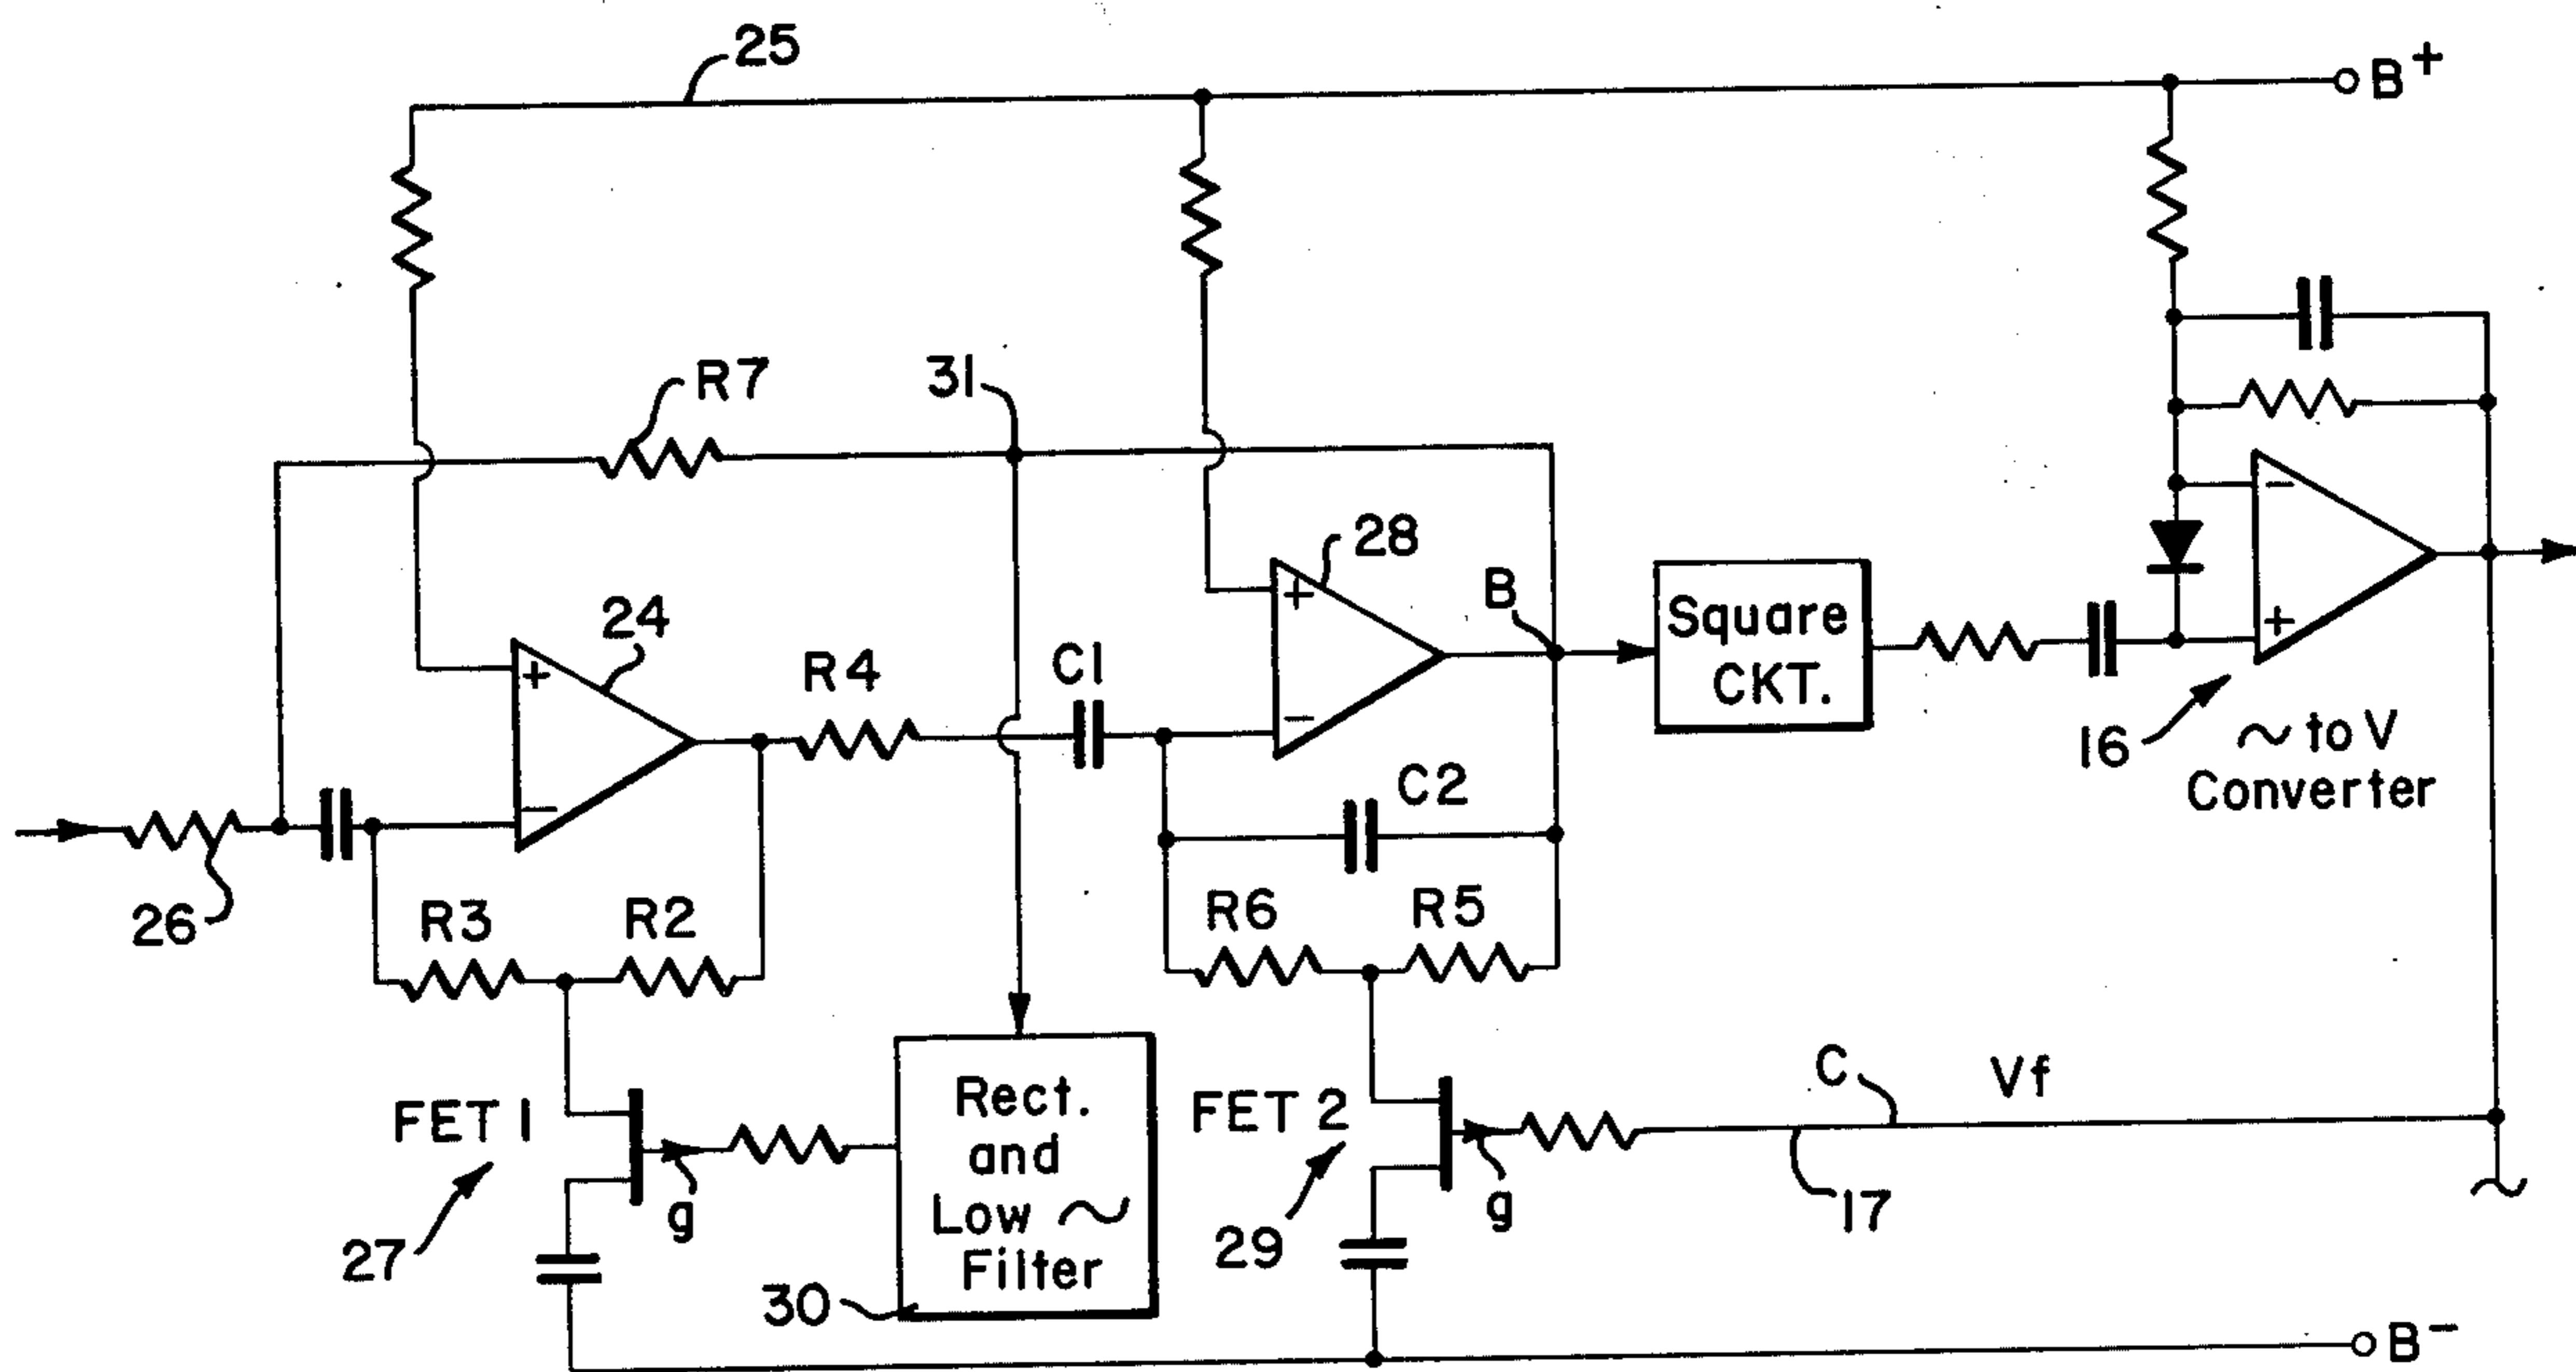 25
B+
R7
31
28
B
24
R4
C1
+
−
+
−
−
+
Square
CKT.
16
~ to V
Converter
26
R3
R2
C2
R6
R5
FET 1
27
g
Rect.
and
Low ~
Filter
30
FET 2
29
g
C
Vf
17
B−